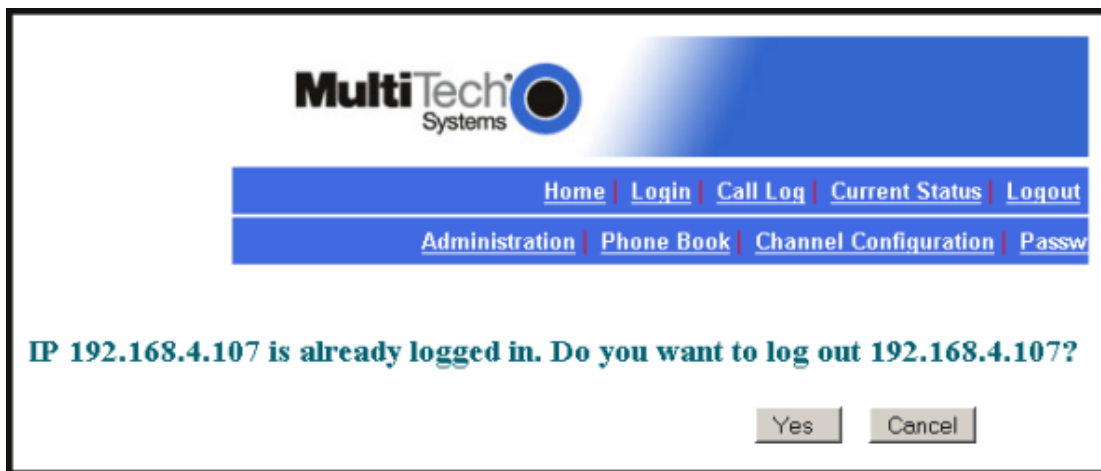 MultiTech
Systems
Home | Login | Call Log | Current Status | Logout
Administration | Phone Book | Channel Configuration | Passw
IP 192.168.4.107 is already logged in. Do you want to log out 192.168.4.107?
Yes Cancel